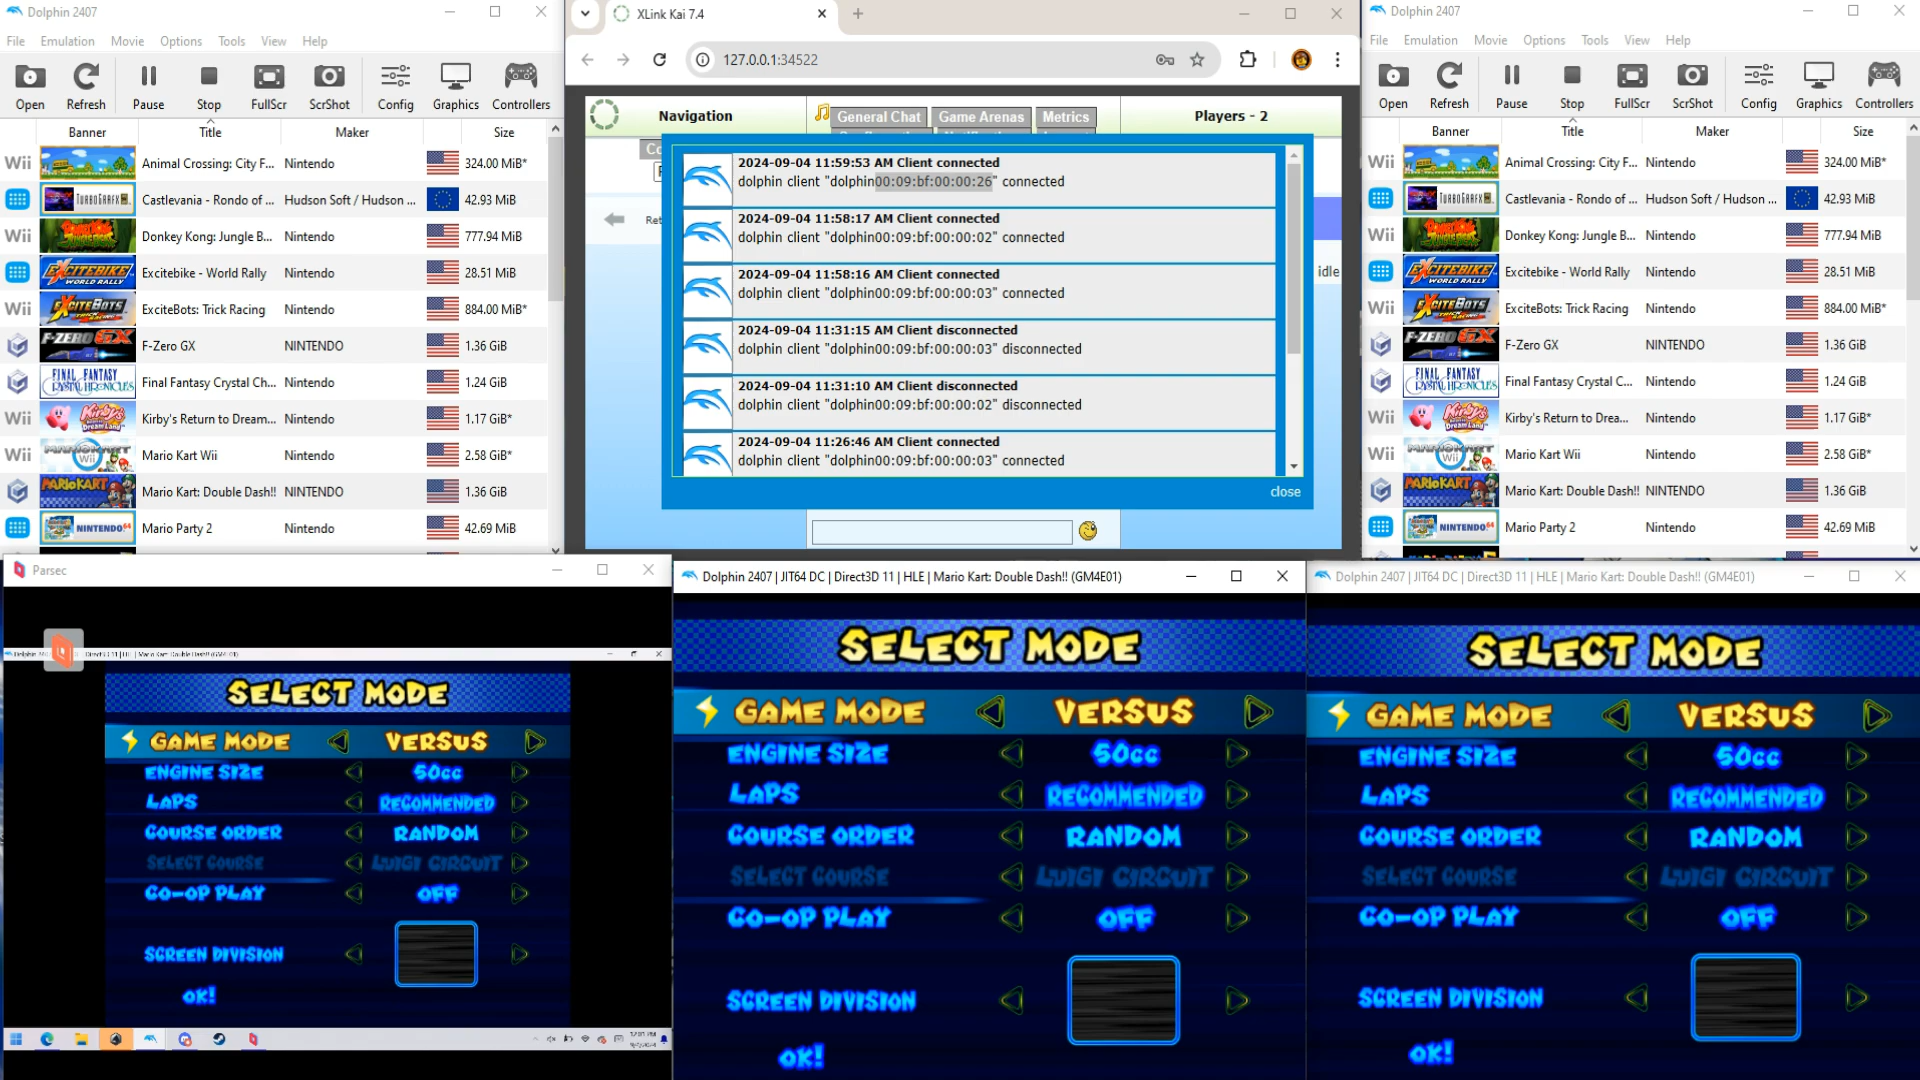 Dolphin 2407
File Emulation Movie Options Tools View Help
Open Refresh Pause Stop FullScr ScrShot Config Graphics Controllers
Banner Title Maker Size
Wii Animal Crossing: City F... Nintendo 324.00 MiB*
Castlevania - Rondo of ... Hudson Soft / Hudson ... 42.93 MiB
Wii Donkey Kong: Jungle B... Nintendo 777.94 MiB
Excitebike - World Rally Nintendo 28.51 MiB
Wii ExciteBots: Trick Racing Nintendo 884.00 MiB*
F-Zero GX NINTENDO 1.36 GiB
Final Fantasy Crystal Ch... Nintendo 1.24 GiB
Wii Kirby's Return to Dream... Nintendo 1.17 GiB*
Wii Mario Kart Wii Nintendo 2.58 GiB*
Mario Kart: Double Dash!! NINTENDO 1.36 GiB
Mario Party 2 Nintendo 42.69 MiB
XLink Kai 7.4
127.0.0.1:34522
Navigation
General Chat Game Arenas Metrics
Players - 2
2024-09-04 11:59:53 AM Client connected
dolphin client "dolphin00:09:bf:00:00:26" connected
2024-09-04 11:58:17 AM Client connected
dolphin client "dolphin00:09:bf:00:00:02" connected
2024-09-04 11:58:16 AM Client connected
dolphin client "dolphin00:09:bf:00:00:03" connected
2024-09-04 11:31:15 AM Client disconnected
dolphin client "dolphin00:09:bf:00:00:03" disconnected
2024-09-04 11:31:10 AM Client disconnected
dolphin client "dolphin00:09:bf:00:00:02" disconnected
2024-09-04 11:26:46 AM Client connected
dolphin client "dolphin00:09:bf:00:00:03" connected
close
idle
Dolphin 2407
File Emulation Movie Options Tools View Help
Open Refresh Pause Stop FullScr ScrShot Config Graphics Controllers
Banner Title Maker Size
Wii Animal Crossing: City F... Nintendo 324.00 MiB*
Castlevania - Rondo of ... Hudson Soft / Hudson ... 42.93 MiB
Wii Donkey Kong: Jungle B... Nintendo 777.94 MiB
Excitebike - World Rally Nintendo 28.51 MiB
Wii ExciteBots: Trick Racing Nintendo 884.00 MiB*
F-Zero GX NINTENDO 1.36 GiB
Final Fantasy Crystal C... Nintendo 1.24 GiB
Wii Kirby's Return to Drea... Nintendo 1.17 GiB*
Wii Mario Kart Wii Nintendo 2.58 GiB*
Mario Kart: Double Dash!! NINTENDO 1.36 GiB
Mario Party 2 Nintendo 42.69 MiB
Parsec
SELECT MODE
GAME MODE VERSUS
ENGINE SIZE 50cc
LAPS RECOMMENDED
COURSE ORDER RANDOM
SELECT COURSE LUIGI CIRCUIT
CO-OP PLAY OFF
SCREEN DIVISION
OK!
Dolphin 2407 | JIT64 DC | Direct3D 11 | HLE | Mario Kart: Double Dash!! (GM4E01)
SELECT MODE
GAME MODE VERSUS
ENGINE SIZE 50cc
LAPS RECOMMENDED
COURSE ORDER RANDOM
SELECT COURSE LUIGI CIRCUIT
CO-OP PLAY OFF
SCREEN DIVISION
OK!
Dolphin 2407 | JIT64 DC | Direct3D 11 | HLE | Mario Kart: Double Dash!! (GM4E01)
SELECT MODE
GAME MODE VERSUS
ENGINE SIZE 50cc
LAPS RECOMMENDED
COURSE ORDER RANDOM
SELECT COURSE LUIGI CIRCUIT
CO-OP PLAY OFF
SCREEN DIVISION
OK!